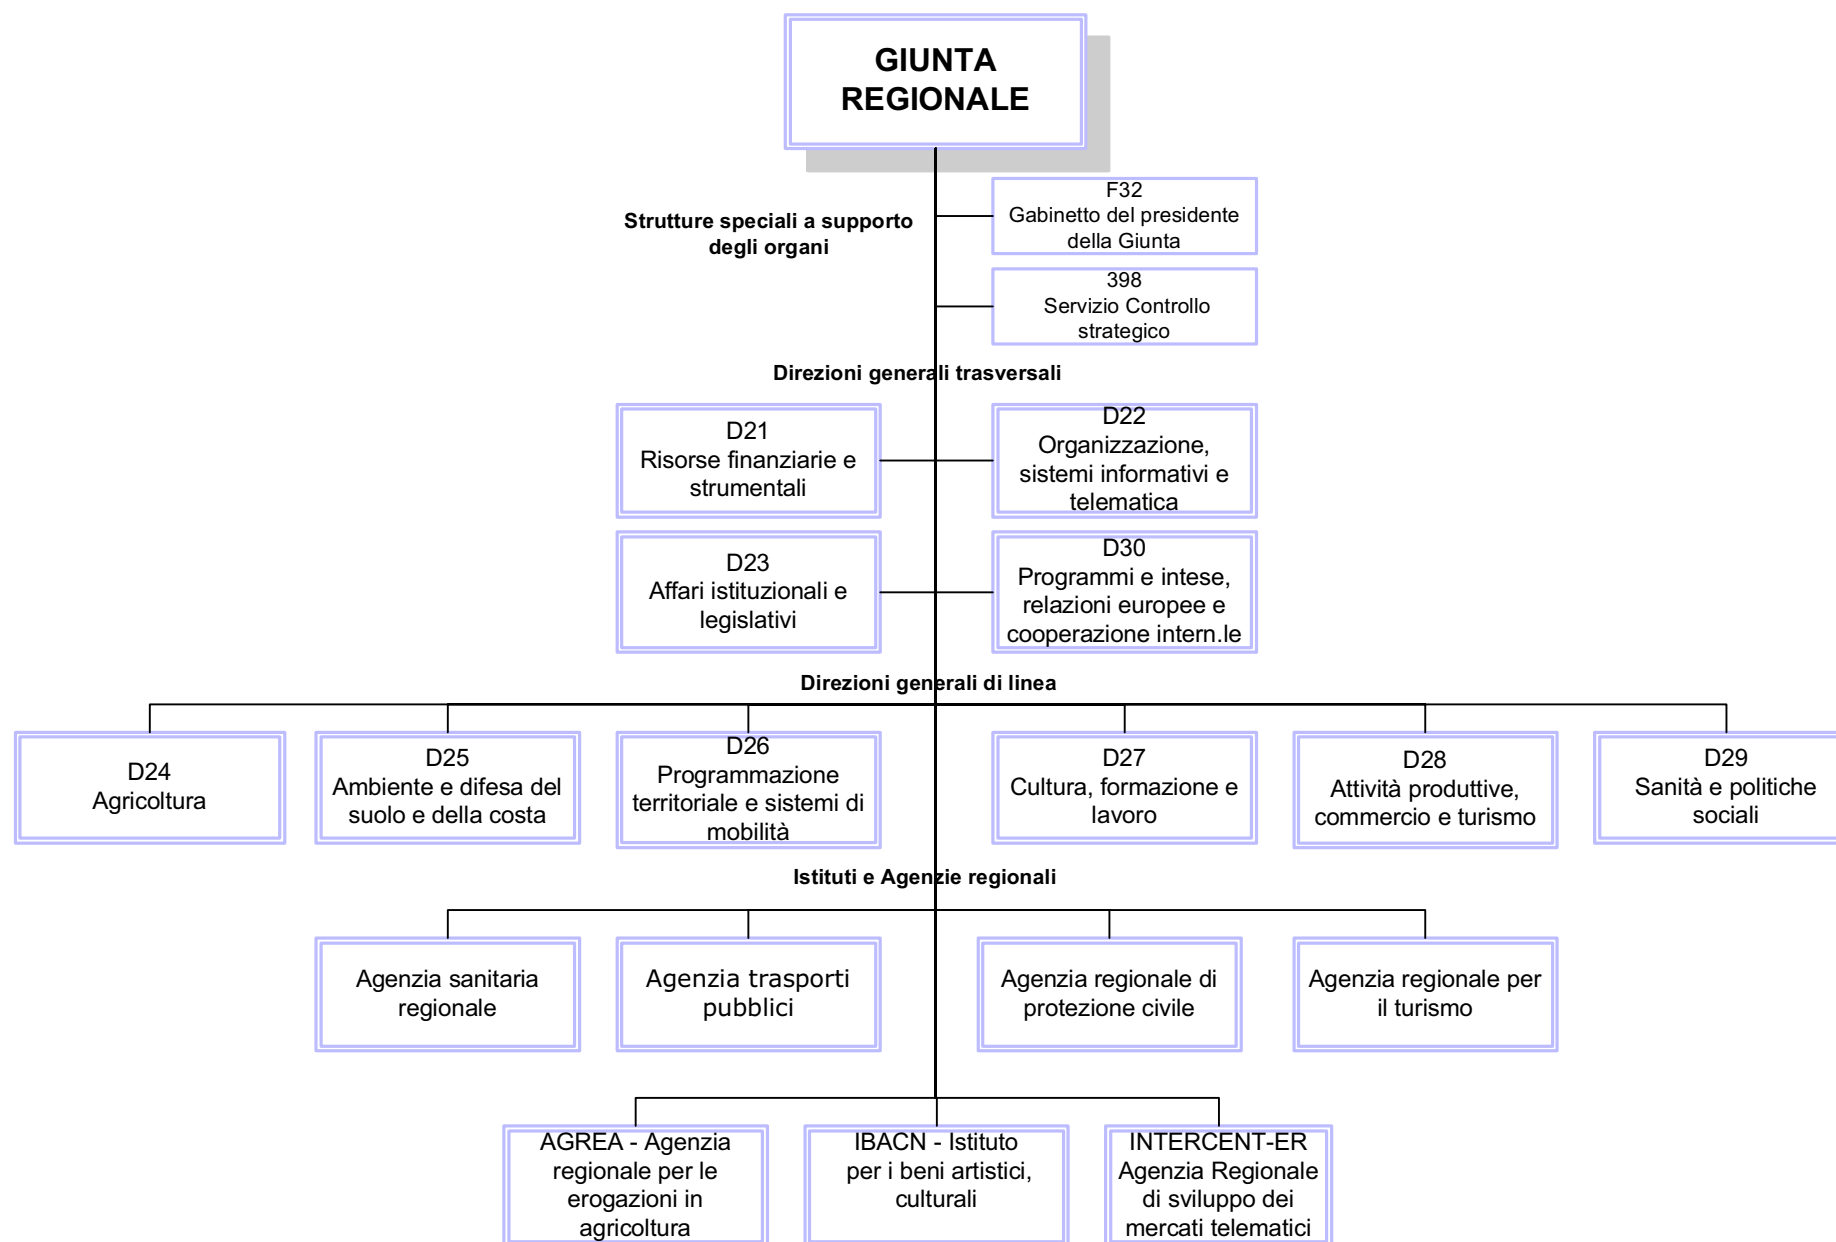 GIUNTA
REGIONALE
Strutture speciali a supporto
degli organi
F32
Gabinetto del presidente
della Giunta
398
Servizio Controllo
strategico
Direzioni generali trasversali
D21
Risorse finanziarie e
strumentali
D22
Organizzazione,
sistemi informativi e
telematica
D23
Affari istituzionali e
legislativi
D30
Programmi e intese,
relazioni europee e
cooperazione intern.le
Direzioni generali di linea
D24
Agricoltura
D25
Ambiente e difesa del
suolo e della costa
D26
Programmazione
territoriale e sistemi di
mobilità
D27
Cultura, formazione e
lavoro
D28
Attività produttive,
commercio e turismo
D29
Sanità e politiche
sociali
Istituti e Agenzie regionali
Agenzia sanitaria
regionale
Agenzia trasporti
pubblici
Agenzia regionale di
protezione civile
Agenzia regionale per
il turismo
AGREA - Agenzia
regionale per le
erogazioni in
agricoltura
IBACN - Istituto
per i beni artistici,
culturali
INTERCENT-ER
Agenzia Regionale
di sviluppo dei
mercati telematici